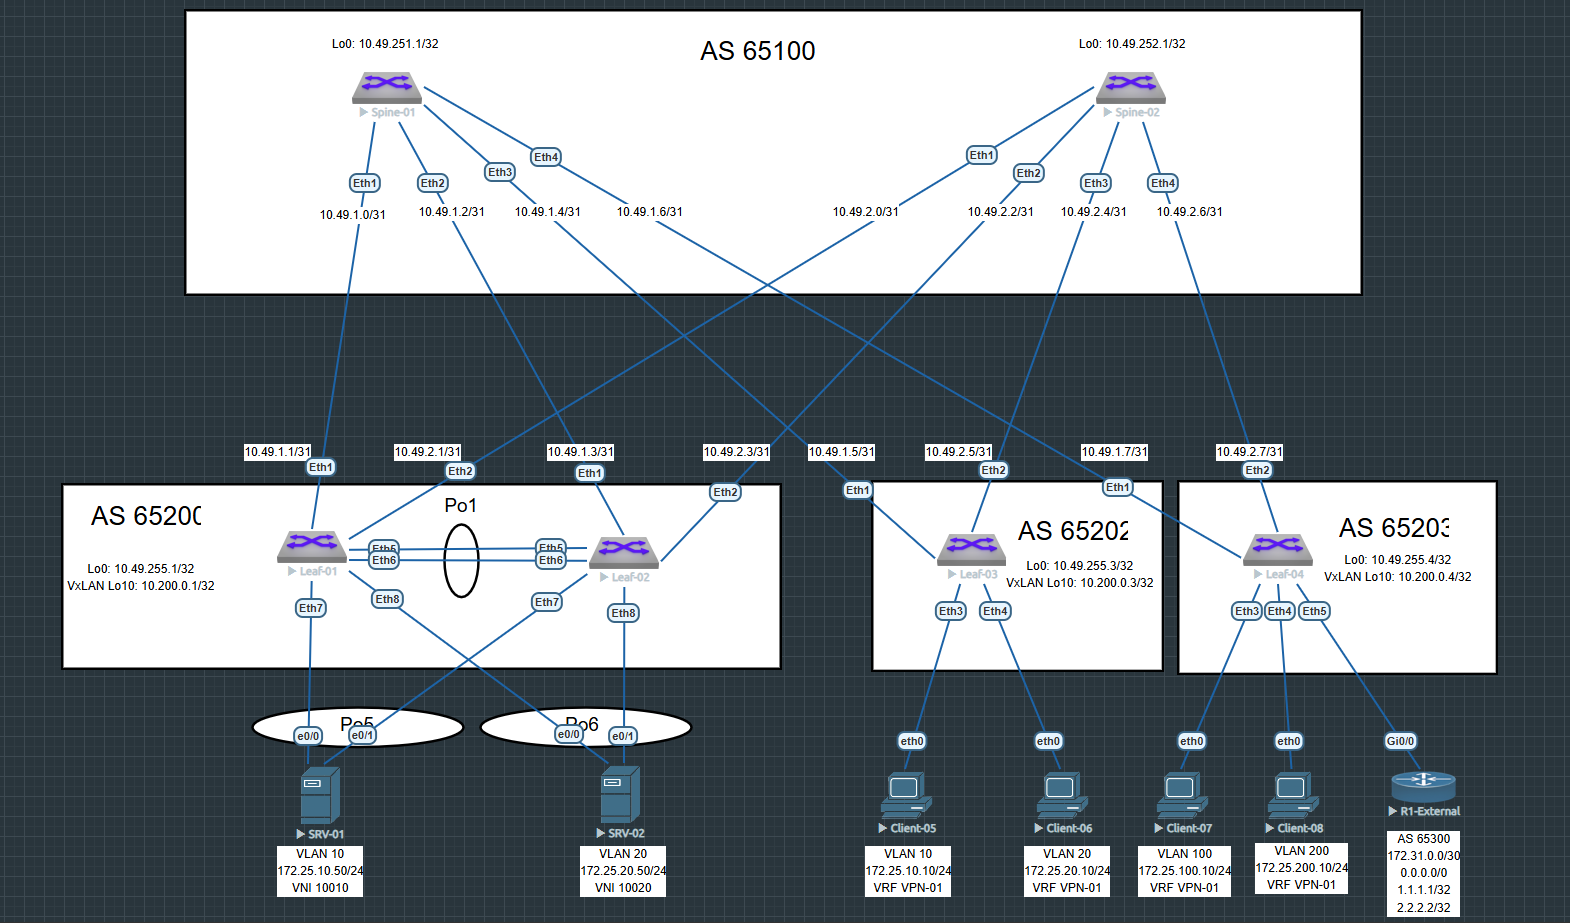 Lo0: 10.49.251.1/32
AS 65100
Lo0: 10.49.252.1/32
Spine-01
Spine-02
Eth1
Eth2
Eth3
Eth4
Eth1
Eth2
Eth3
Eth4
10.49.1.0/31
10.49.1.2/31
10.49.1.4/31
10.49.1.6/31
10.49.2.0/31
10.49.2.2/31
10.49.2.4/31
10.49.2.6/31
10.49.1.1/31
10.49.2.1/31
10.49.1.3/31
10.49.2.3/31
10.49.1.5/31
10.49.2.5/31
10.49.1.7/31
10.49.2.7/31
Eth1
Eth2
Eth1
Eth2
Eth1
Eth2
Eth1
Eth2
AS 65200
Po1
Leaf-01
Leaf-02
Eth5
Eth6
Eth5
Eth6
Lo0: 10.49.255.1/32
VxLAN Lo10: 10.200.0.1/32
Eth7
Eth8
Eth7
Eth8
AS 65202
Leaf-03
Lo0: 10.49.255.3/32
VxLAN Lo10: 10.200.0.3/32
Eth3
Eth4
AS 65203
Leaf-04
Lo0: 10.49.255.4/32
VxLAN Lo10: 10.200.0.4/32
Eth3
Eth4
Eth5
Po5
Po6
e0/0
e0/1
e0/0
e0/1
eth0
eth0
eth0
eth0
Gi0/0
SRV-01
VLAN 10
172.25.10.50/24
VNI 10010
SRV-02
VLAN 20
172.25.20.50/24
VNI 10020
Client-05
VLAN 10
172.25.10.10/24
VRF VPN-01
Client-06
VLAN 20
172.25.20.10/24
VRF VPN-01
Client-07
VLAN 100
172.25.100.10/24
VRF VPN-01
Client-08
VLAN 200
172.25.200.10/24
VRF VPN-01
R1-External
AS 65300
172.31.0.0/30
0.0.0.0/0
1.1.1.1/32
2.2.2.2/32